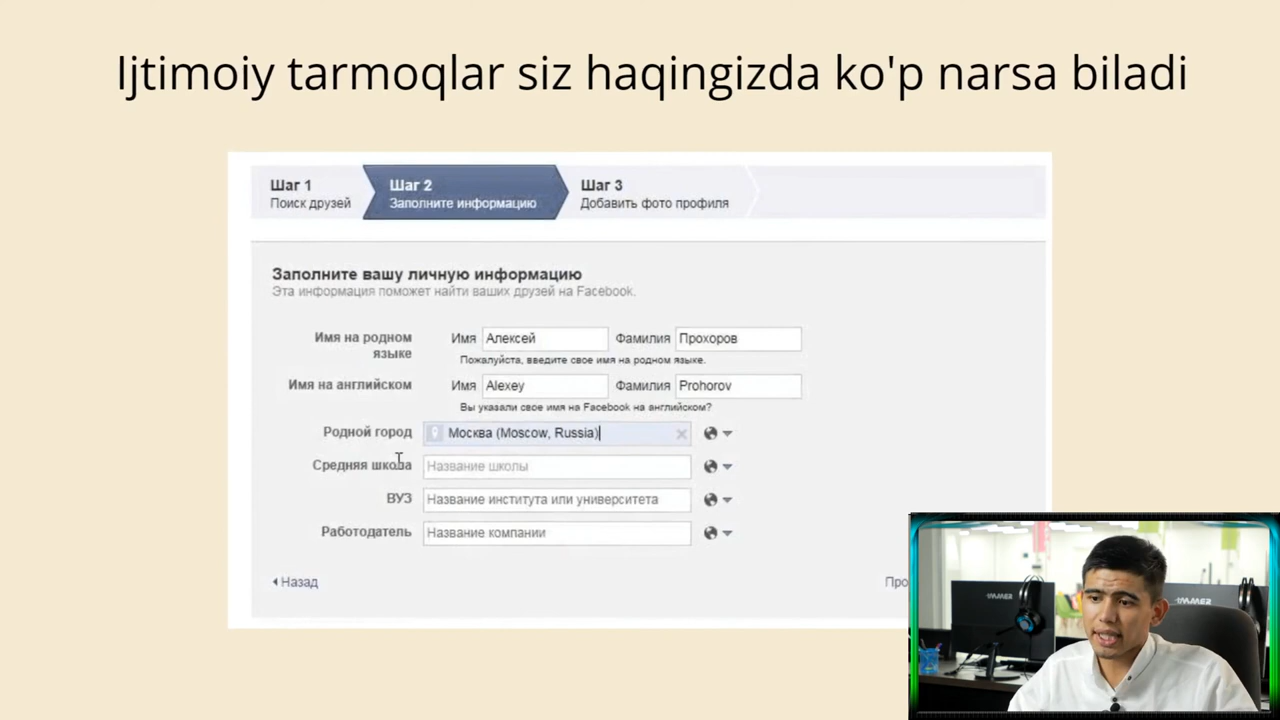 Ijtimoiy tarmoqlar siz haqingizda ko'p narsa biladi
Шаг 1
Поиск друзей
Шаг 2
Заполните информацию
Шаг 3
Добавить фото профиля
Заполните вашу личную информацию
Эта информация поможет найти ваших друзей на Facebook.
Имя на родном языке Имя Алексей Фамилия Прохоров
Пожалуйста, введите свое имя на родном языке.
Имя на английском Имя Alexey Фамилия Prohorov
Вы указали свое имя на Facebook на английском?
Родной город Москва (Moscow, Russia)
Средняя школа Название школы
ВУЗ Название института или университета
Работодатель Название компании
Назад
IMMER
IMMER